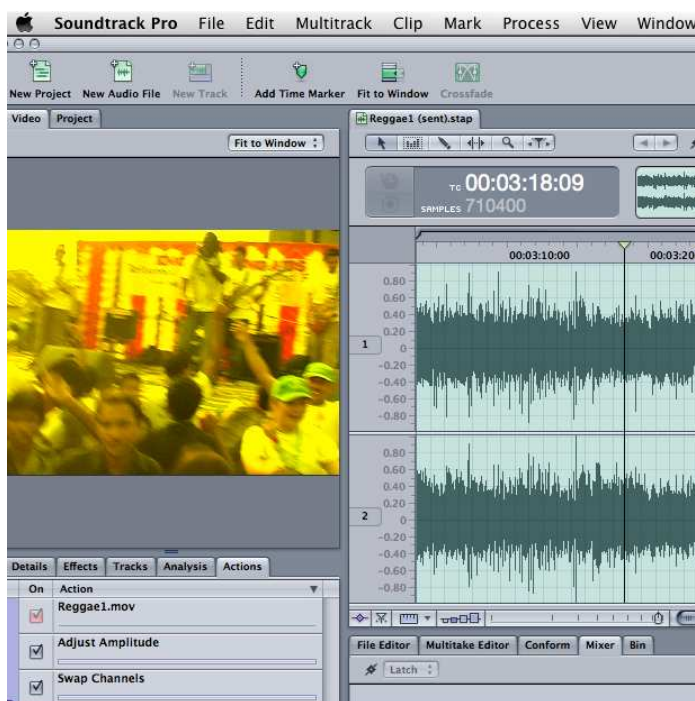 Soundtrack Pro File Edit Multitrack Clip Mark Process View Window
New Project New Audio File New Track Add Time Marker Fit to Window Crossfade
Video Project
Reggae1 (sent).stap
Fit to Window
TC 00:03:18:09
SAMPLES 710400
00:03:10:00 00:03:20
0.80
0.60
0.40
0.20
1 0
-0.20
-0.40
-0.60
-0.80
0.80
0.60
0.40
0.20
2 0
-0.20
-0.40
-0.60
-0.80
Details Effects Tracks Analysis Actions
On Action
Reggae1.mov
Adjust Amplitude
Swap Channels
File Editor Multitake Editor Conform Mixer Bin
Latch